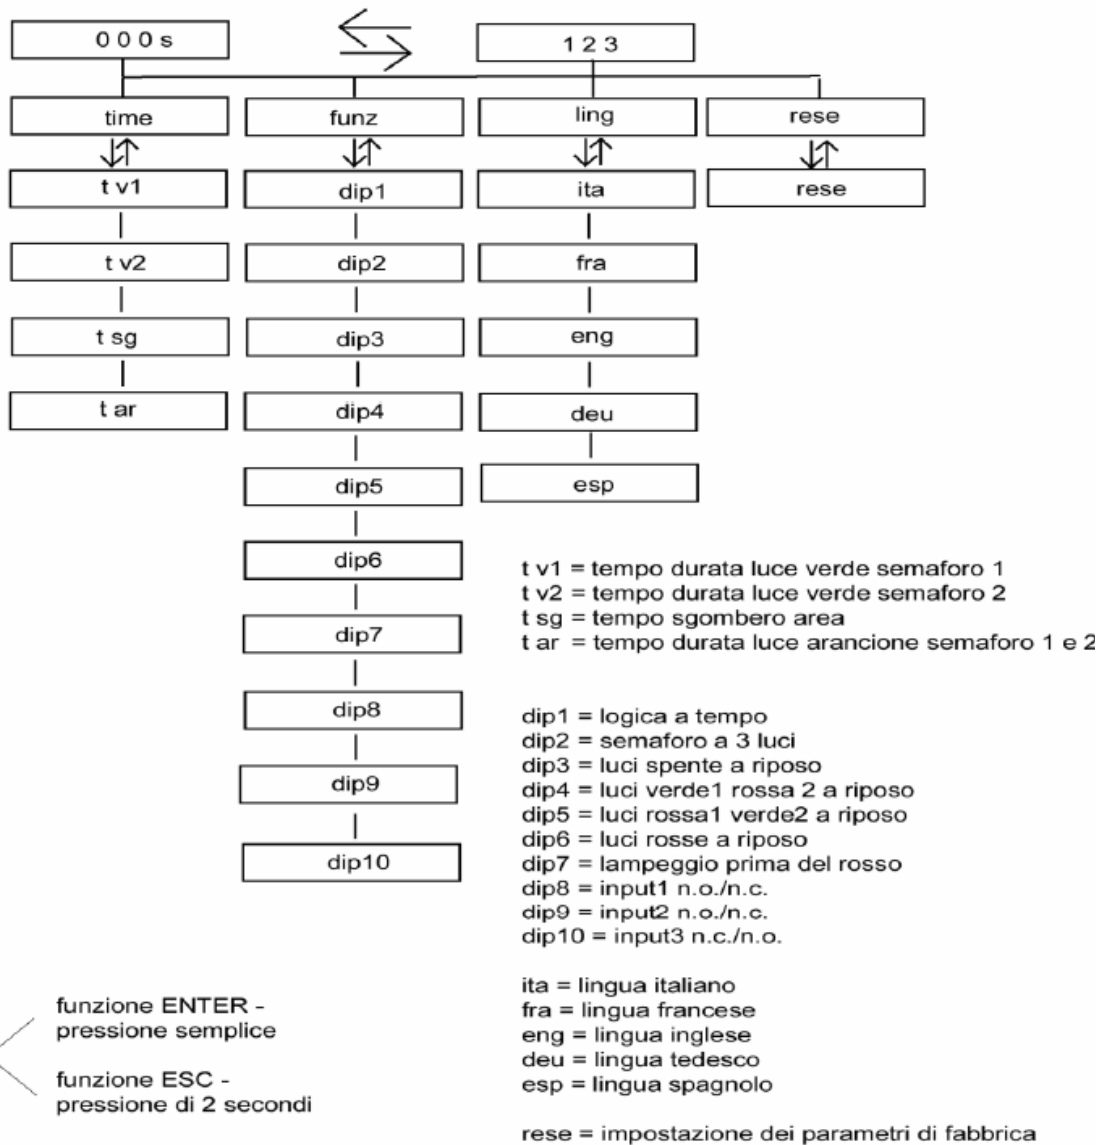 0 0 0 s
1 2 3
time
funz
ling
rese
t v1
dip1
ita
rese
t v2
dip2
fra
t sg
dip3
eng
t ar
dip4
deu
dip5
esp
dip6
dip7
dip8
dip9
dip10
t v1 = tempo durata luce verde semaforo 1
t v2 = tempo durata luce verde semaforo 2
t sg = tempo sgombero area
t ar = tempo durata luce arancione semaforo 1 e 2
dip1 = logica a tempo
dip2 = semaforo a 3 luci
dip3 = luci spente a riposo
dip4 = luci verde1 rossa 2 a riposo
dip5 = luci rossa1 verde2 a riposo
dip6 = luci rosse a riposo
dip7 = lampeggio prima del rosso
dip8 = input1 n.o./n.c.
dip9 = input2 n.o./n.c.
dip10 = input3 n.c./n.o.
ita = lingua italiano
fra = lingua francese
eng = lingua inglese
deu = lingua tedesco
esp = lingua spagnolo
rese = impostazione dei parametri di fabbrica
funzione ENTER -
pressione semplice
funzione ESC -
pressione di 2 secondi